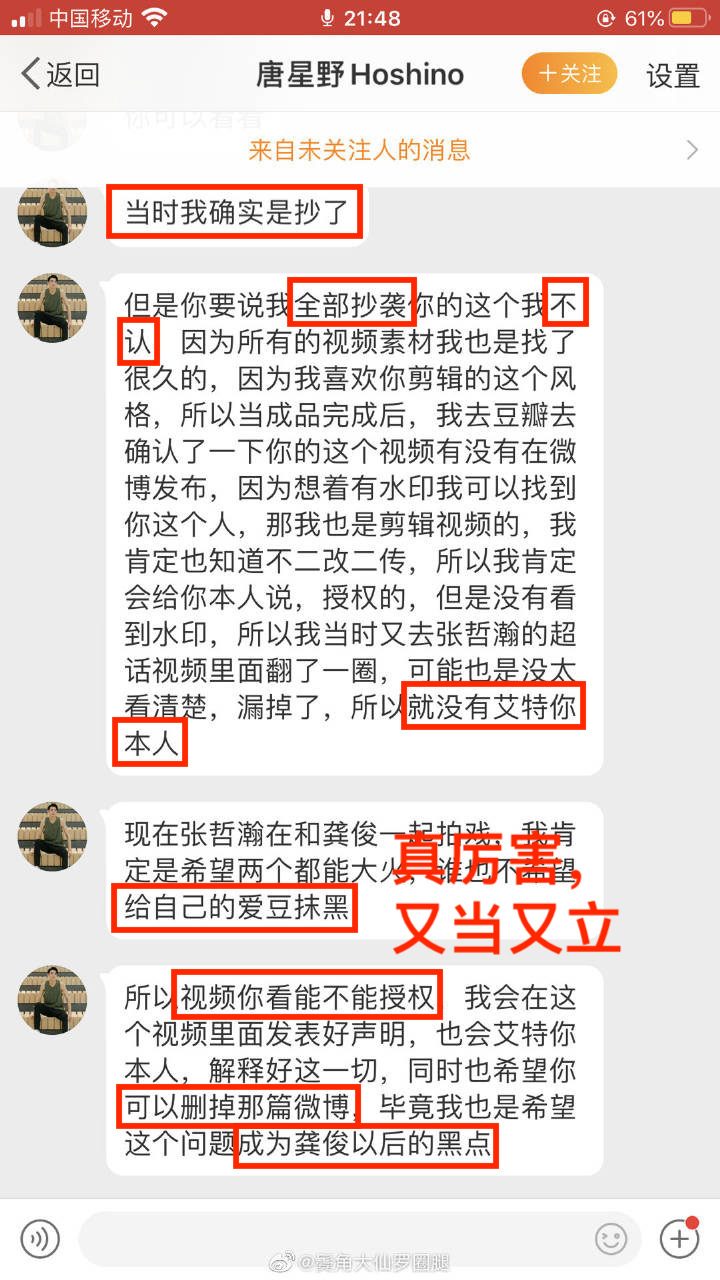 中国移动 21:48 61%
返回 唐星野Hoshino +关注 设置
你可以看看
来自未关注人的消息
当时我确实是抄了
但是你要说我全部抄袭你的这个我不
认 因为所有的视频素材我也是找了
很久的，因为我喜欢你剪辑的这个风
格，所以当成品完成后，我去豆瓣去
确认了一下你的这个视频有没有在微
博发布，因为想着有水印我可以找到
你这个人，那我也是剪辑视频的，我
肯定也知道不二改二传，所以我肯定
会给你本人说，授权的，但是没有看
到水印，所以我当时又去张哲瀚的超
话视频里面翻了一圈，可能也是没太
看清楚，漏掉了，所以就没有艾特你
本人
现在张哲瀚在和龚俊一起拍戏，我肯
定是希望两个都能大火，谁也不希望
给自己的爱豆抹黑
真厉害，
又当又立
所以视频你看能不能授权 我会在这
个视频里面发表好声明，也会艾特你
本人，解释好这一切，同时也希望你
可以删掉那篇微博，毕竟我也是希望
这个问题成为龚俊以后的黑点
@鬢角大仙罗圈腿